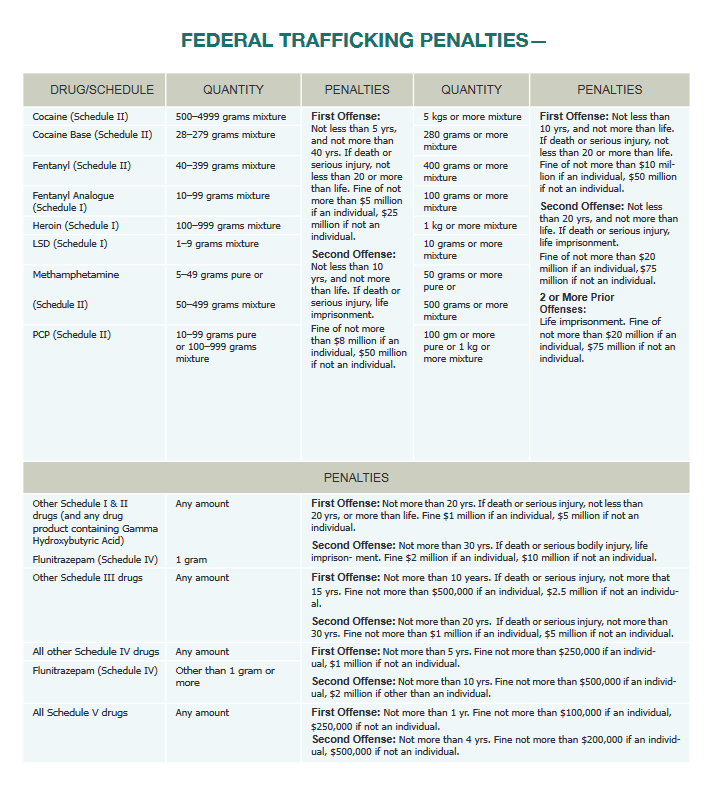 FEDERAL TRAFFICKING PENALTIES—
DRUG/SCHEDULE
QUANTITY
PENALTIES
QUANTITY
PENALTIES
Cocaine (Schedule II)
500–4999 grams mixture
Cocaine Base (Schedule II)
28–279 grams mixture
Fentanyl (Schedule II)
40–399 grams mixture
Fentanyl Analogue
(Schedule I)
10–99 grams mixture
Heroin (Schedule I)
100–999 grams mixture
LSD (Schedule I)
1–9 grams mixture
Methamphetamine
5–49 grams pure or
(Schedule II)
50–499 grams mixture
PCP (Schedule II)
10–99 grams pure
or 100–999 grams
mixture
First Offense:
Not less than 5 yrs,
and not more than
40 yrs. If death or
serious injury, not
less than 20 or more
than life. Fine of not
more than $5 million
if an individual, $25
million if not an
individual.
Second Offense:
Not less than 10
yrs, and not more
than life. If death or
serious injury, life
imprisonment.
Fine of not more
than $8 million if an
individual, $50 million
if not an individual.
5 kgs or more mixture
280 grams or more
mixture
400 grams or more
mixture
100 grams or more
mixture
1 kg or more mixture
10 grams or more
mixture
50 grams or more
pure or
500 grams or more
mixture
100 gm or more
pure or 1 kg or
more mixture
First Offense: Not less than
10 yrs, and not more than life.
If death or serious injury, not
less than 20 or more than life.
Fine of not more than $10 mil-
lion if an individual, $50 million
if not an individual.
Second Offense: Not less
than 20 yrs, and not more than
life. If death or serious injury,
life imprisonment.
Fine of not more than $20
million if an individual, $75
million if not an individual.
2 or More Prior
Offenses:
Life imprisonment. Fine of
not more than $20 million if an
individual, $75 million if not an
individual.
PENALTIES
Other Schedule I & II
drugs (and any drug
product containing Gamma
Hydroxybutyric Acid)
Any amount
Flunitrazepam (Schedule IV)
1 gram
First Offense: Not more than 20 yrs. If death or serious injury, not less than
20 yrs, or more than life. Fine $1 million if an individual, $5 million if not an
individual.
Second Offense: Not more than 30 yrs. If death or serious bodily injury, life
imprison- ment. Fine $2 million if an individual, $10 million if not an individual.
Other Schedule III drugs
Any amount
First Offense: Not more than 10 years. If death or serious injury, not more that
15 yrs. Fine not more than $500,000 if an individual, $2.5 million if not an individu-
al.
Second Offense: Not more than 20 yrs. If death or serious injury, not more than
30 yrs. Fine not more than $1 million if an individual, $5 million if not an individual.
All other Schedule IV drugs
Any amount
Flunitrazepam (Schedule IV)
Other than 1 gram or
more
First Offense: Not more than 5 yrs. Fine not more than $250,000 if an individ-
ual, $1 million if not an individual.
Second Offense: Not more than 10 yrs. Fine not more than $500,000 if an individ-
ual, $2 million if other than an individual.
All Schedule V drugs
Any amount
First Offense: Not more than 1 yr. Fine not more than $100,000 if an individual,
$250,000 if not an individual.
Second Offense: Not more than 4 yrs. Fine not more than $200,000 if an individ-
ual, $500,000 if not an individual.